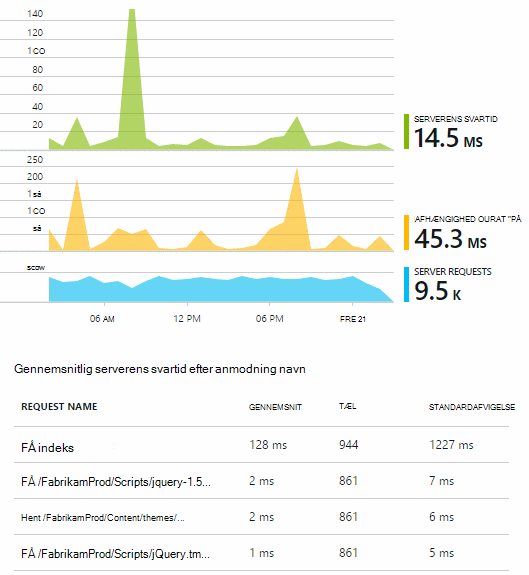 140
120
1CO
80
60
40
20
SERVERENS SVARTID
14.5 MS
250
200
1så
1CO
så
AFHÆNGIGHED OURAT "PÅ
45.3 MS
scow
SERVER REQUESTS
9.5 K
06 AM
12 PM
06 PM
FRE 21
Gennemsnitlig serverens svartid efter anmodning navn
REQUEST NAME GENNEMSNIT TÆL STANDARDAFVIGELSE
FÅ indeks 128 ms 944 1227 ms
FÅ /FabrikamProd/Scripts/jquery-1.5... 2 ms 861 7 ms
Hent /FabrikamProd/Content/themes/... 2 ms 861 6 ms
FÅ /FabrikamProd/Scripts/jQuery.tm... 1 ms 861 5 ms